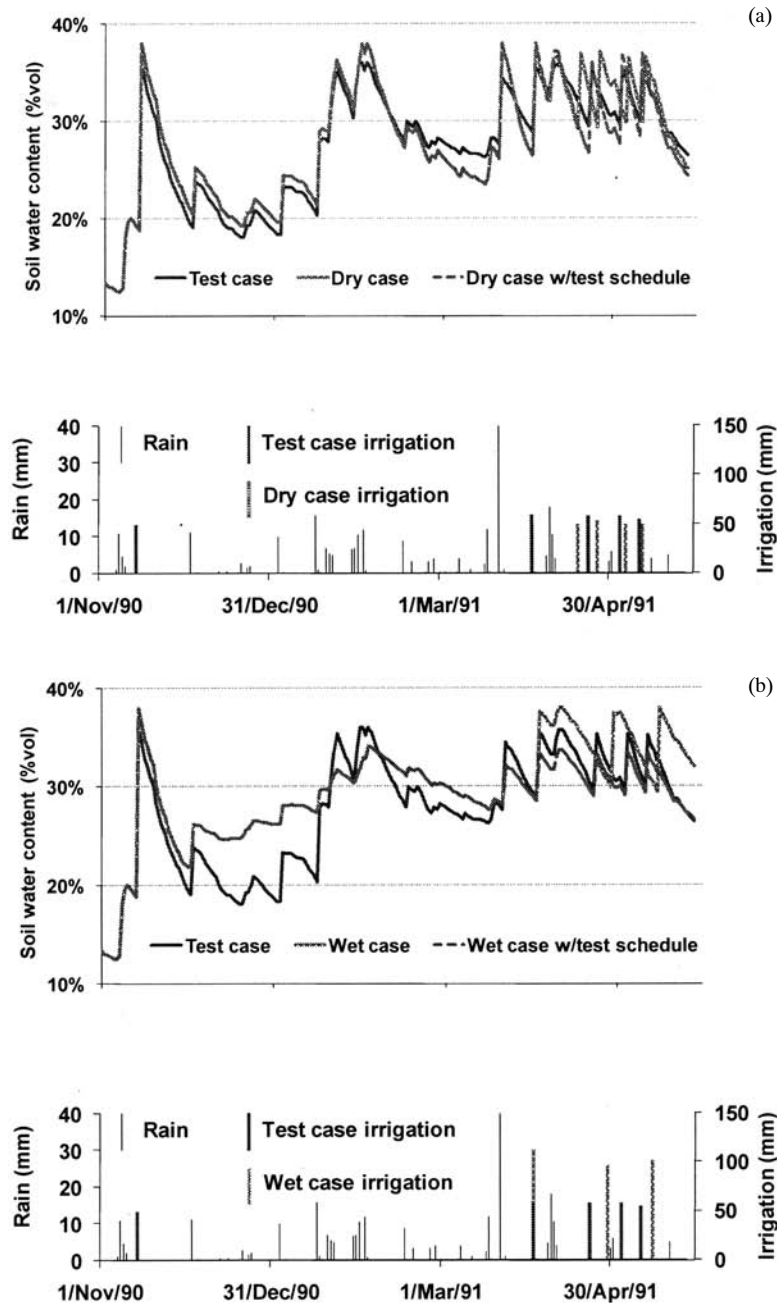 (a)
40%
30%
20%
10%
Soil water content (%vol)
Test case Dry case Dry case w/test schedule
40
30
20
10
0
Rain (mm)
Rain Test case irrigation
Dry case irrigation
150
100
50
0
Irrigation (mm)
1/Nov/90 31/Dec/90 1/Mar/91 30/Apr/91
(b)
40%
30%
20%
10%
Soil water content (%vol)
Test case Wet case Wet case w/test schedule
40
30
20
10
0
Rain (mm)
Rain Test case irrigation
Wet case irrigation
150
100
50
0
Irrigation (mm)
1/Nov/90 31/Dec/90 1/Mar/91 30/Apr/91